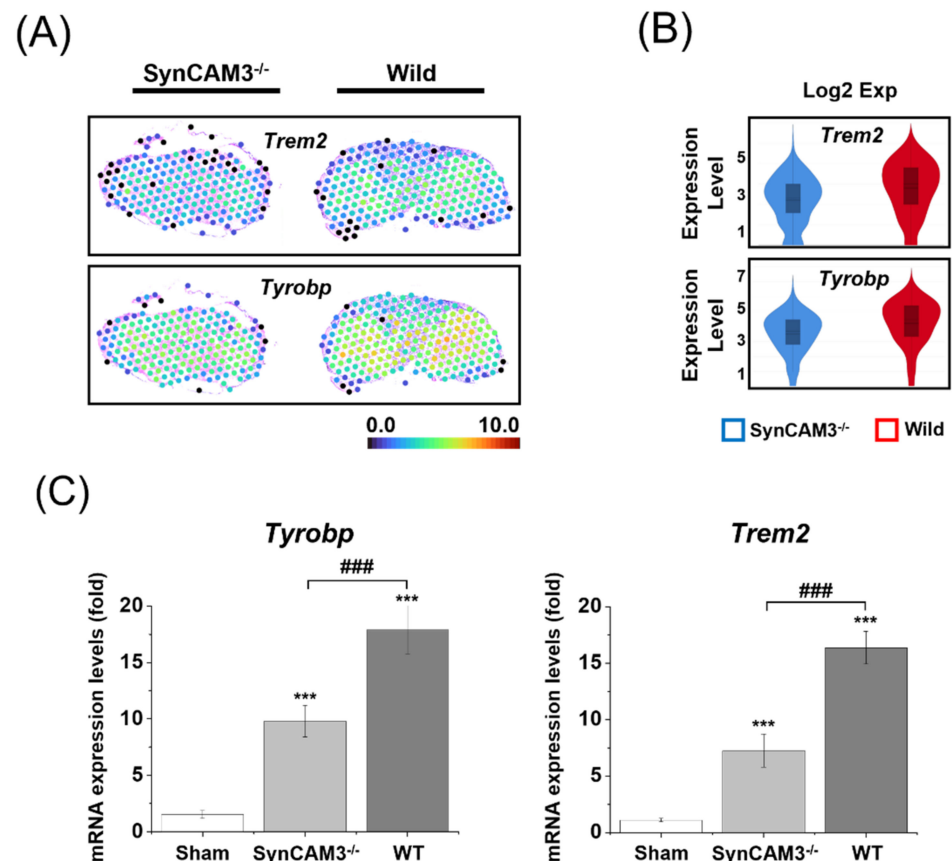 (A)
SynCAM3-/- Wild
Trem2
Tyrobp
0.0 10.0
(B)
Log2 Exp
Expression Level
5
3
1
Trem2
Expression Level
7
5
3
1
Tyrobp
SynCAM3-/- Wild
(C)
Tyrobp
mRNA expression levels (fold)
20
15
10
5
0
###
***
***
Sham SynCAM3-/- WT
Trem2
mRNA expression levels (fold)
20
15
10
5
0
###
***
***
Sham SynCAM3-/- WT